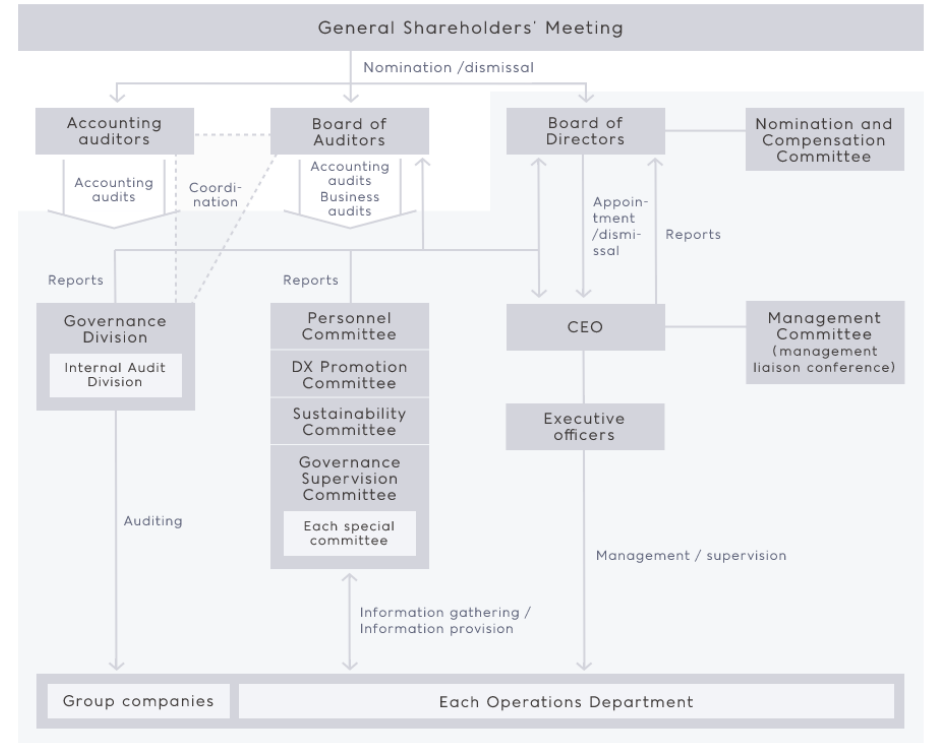 General Shareholders' Meeting
Nomination /dismissal
Accounting
auditors
Board of
Auditors
Board of
Directors
Nomination and
Compensation
Committee
Accounting
audits
Coordi-
nation
Accounting
audits
Business
audits
Appoin-
tment
/dismi-
ssal
Reports
Reports
Reports
Governance
Division
Internal Audit
Division
Personnel
Committee
DX Promotion
Committee
Sustainability
Committee
Governance
Supervision
Committee
Each special
committee
CEO
Management
Committee
(management
liaison conference)
Executive
officers
Auditing
Management / supervision
Information gathering /
Information provision
Group companies
Each Operations Department